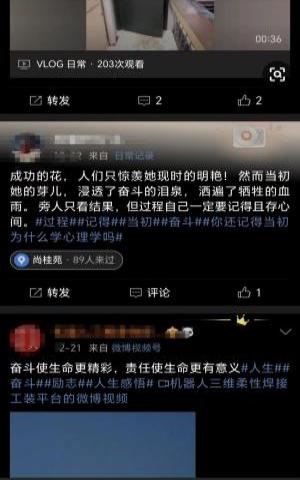 00:36
VLOG 日常 · 203次观看
转发 2 2
来自 日常记录
成功的花，人们只惊羡她现时的明艳！然而当初
她的芽儿，浸透了奋斗的泪泉，洒遍了牺牲的血
雨。旁人只看结果，但过程自己一定要记得且存心
间。#过程##记得##当初##奋斗##你还记得当初
为什么学心理学吗#
尚桂苑 · 89人来过
转发 评论 1
2-21 来自 微博视频号
奋斗使生命更精彩，责任使生命更有意义#人生##
奋斗##励志##人生感悟# 机器人三维柔性焊接
工装平台的微博视频